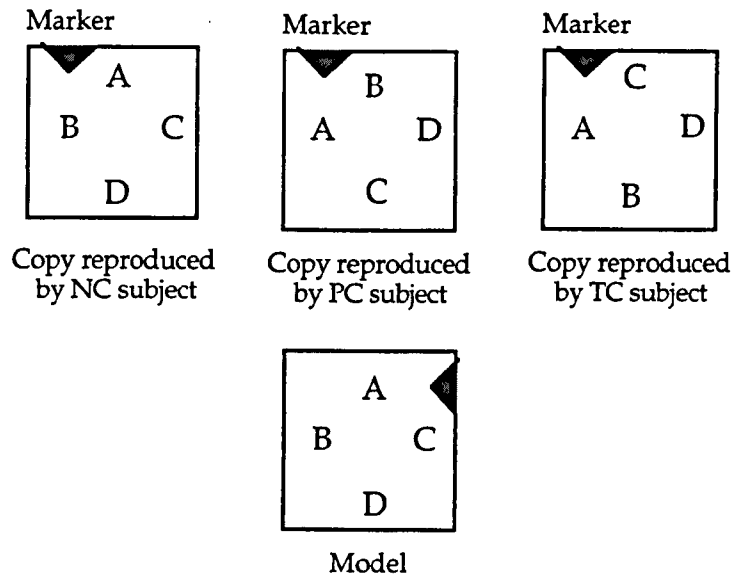 Marker
A
B C
D
Copy reproduced
by NC subject
Marker
B
A D
C
Copy reproduced
by PC subject
Marker
C
A D
B
Copy reproduced
by TC subject
A
B C
D
Model